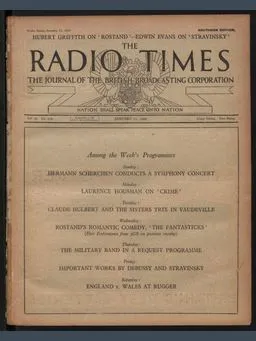 SOUTHERN EDITION.
HUBERT GRIFFITH ON 'ROSTAND'—EDWIN EVANS ON 'STRAVINSKY'
THE
RADIO TIMES
THE JOURNAL OF THE BRITISH BROADCASTING CORPORATION
NATION SHALL SPEAK PEACE UNTO NATION
Among the Week's Programmes
Sunday:
HERMANN SCHERCHEN CONDUCTS A SYMPHONY CONCERT
Monday:
LAURENCE HOUSMAN ON 'CRIME'
Tuesday:
CLAUDE HULBERT AND THE SISTERS TRIX IN VAUDEVILLE
Wednesday:
ROSTAND'S ROMANTIC COMEDY, 'THE FANTASTICKS'
Thursday:
THE MILITARY BAND IN A REQUEST PROGRAMME
Friday:
IMPORTANT WORKS BY DEBUSSY AND STRAVINSKY
Saturday:
ENGLAND v. WALES AT RUGGER